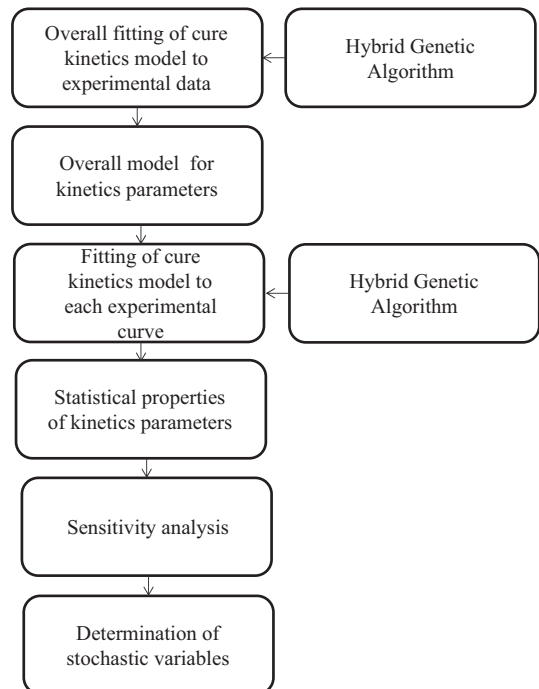 Overall fitting of cure
kinetics model to
experimental data
Hybrid Genetic
Algorithm
Overall model for
kinetics parameters
Fitting of cure
kinetics model to
each experimental
curve
Hybrid Genetic
Algorithm
Statistical properties
of kinetics parameters
Sensitivity analysis
Determination of
stochastic variables